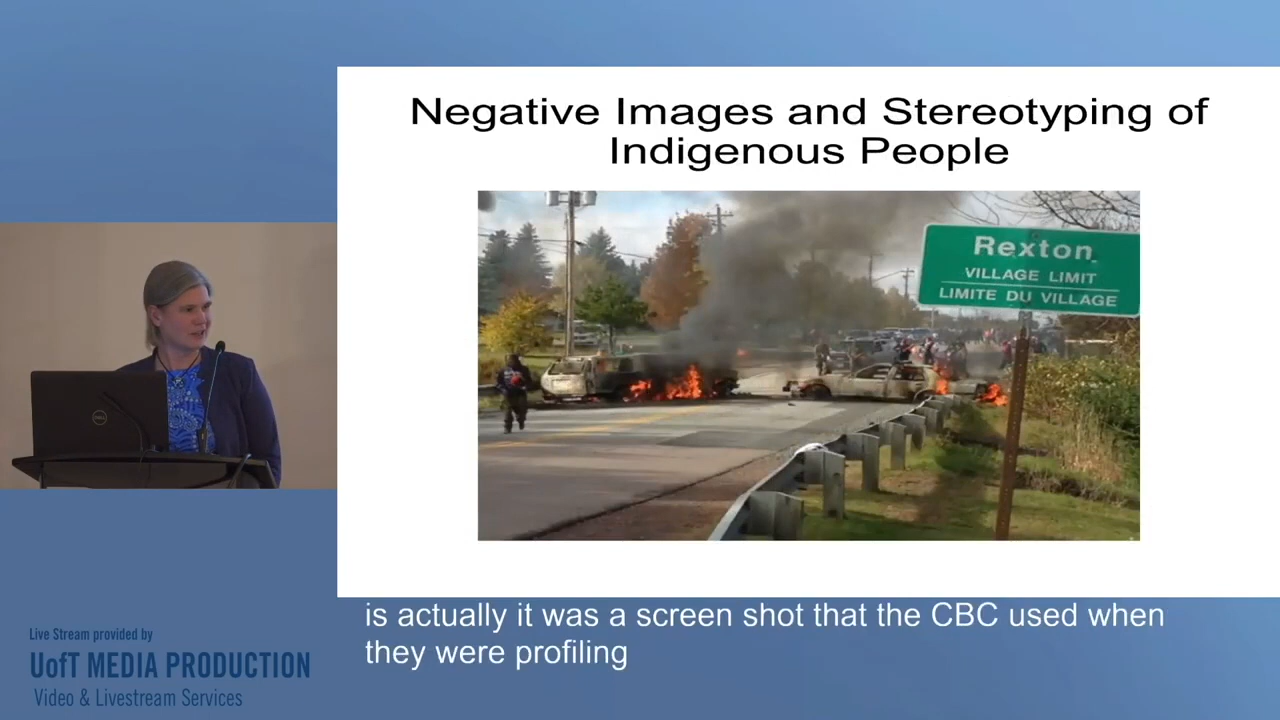 Negative Images and Stereotyping of
Indigenous People
Rexton
VILLAGE LIMIT
LIMITE DU VILLAGE
DELL
is actually it was a screen shot that the CBC used when
they were profiling
Live Stream provided by
UofT MEDIA PRODUCTION
Video & Livestream Services